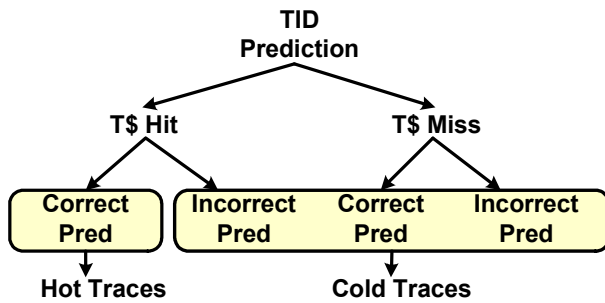 TID
Prediction
T$ Hit
T$ Miss
Correct
Pred
Incorrect
Pred
Correct
Pred
Incorrect
Pred
Hot Traces
Cold Traces